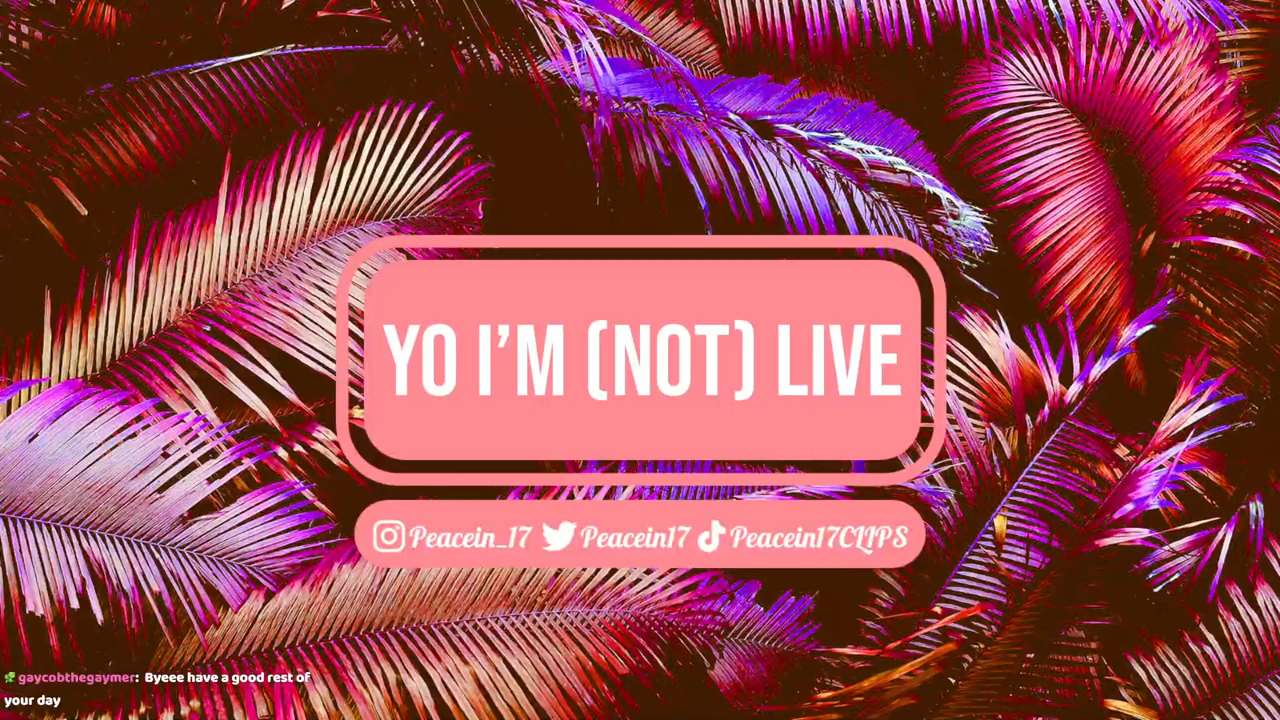 YO I'M (NOT) LIVE
Peacein_17 Peacein17 Peacein17CLIPS
gaycobthegaymer: Byeee have a good rest of
your day